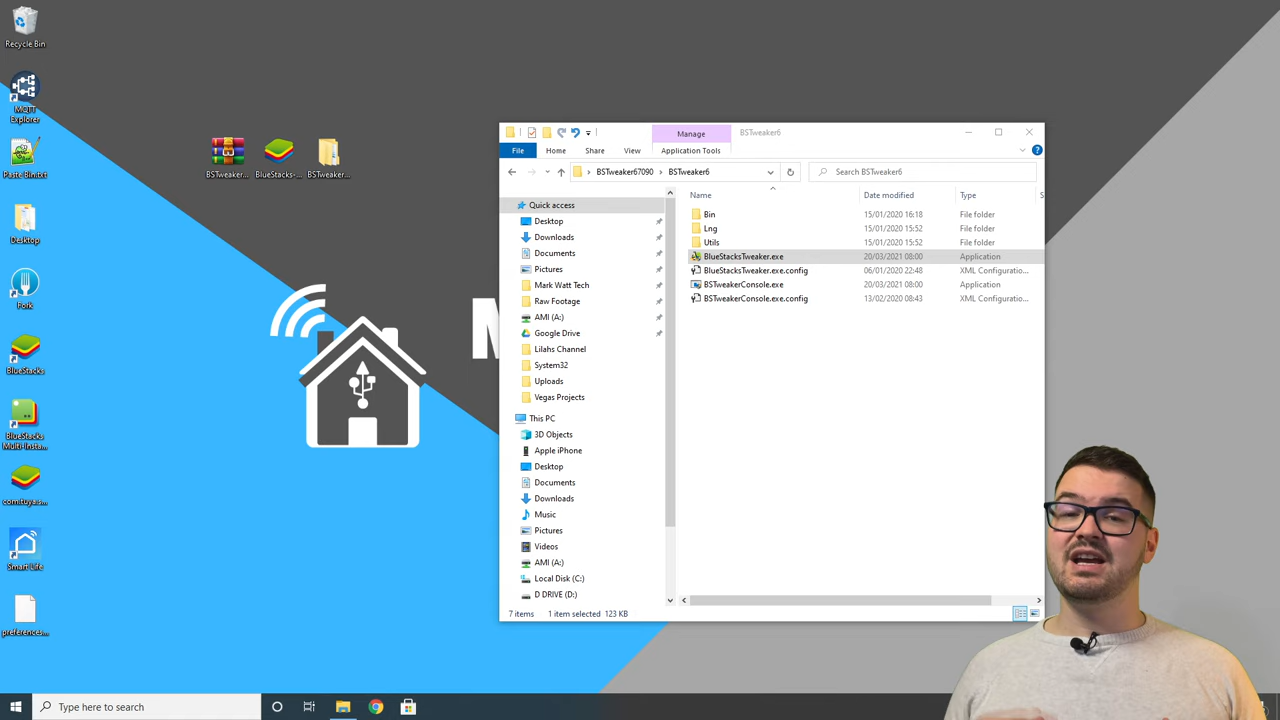 Recycle Bin
MQTT
Explorer
Paste Bin.txt
Desktop
Fork
BlueStacks
BlueStacks
Multi-Insta...
com.tuya.s...
Smart Life
preferences...
BSTweaker...
BlueStacks-...
BSTweaker...
M
Manage
BSTweaker6
File
Home
Share
View
Application Tools
BSTweaker67090
BSTweaker6
Search BSTweaker6
Quick access
Desktop
Downloads
Documents
Pictures
Mark Watt Tech
Raw Footage
AMI (A:)
Google Drive
Lilahs Channel
System32
Uploads
Vegas Projects
This PC
3D Objects
Apple iPhone
Desktop
Documents
Downloads
Music
Pictures
Videos
AMI (A:)
Local Disk (C:)
D DRIVE (D:)
Name Date modified Type S
Bin 15/01/2020 16:18 File folder
Lng 15/01/2020 15:52 File folder
Utils 15/01/2020 15:52 File folder
BlueStacksTweaker.exe 20/03/2021 08:00 Application
BlueStacksTweaker.exe.config 06/01/2020 22:48 XML Configuratio...
BSTweakerConsole.exe 20/03/2021 08:00 Application
BSTweakerConsole.exe.config 13/02/2020 08:43 XML Configuratio...
7 items 1 item selected 123 KB
Type here to search